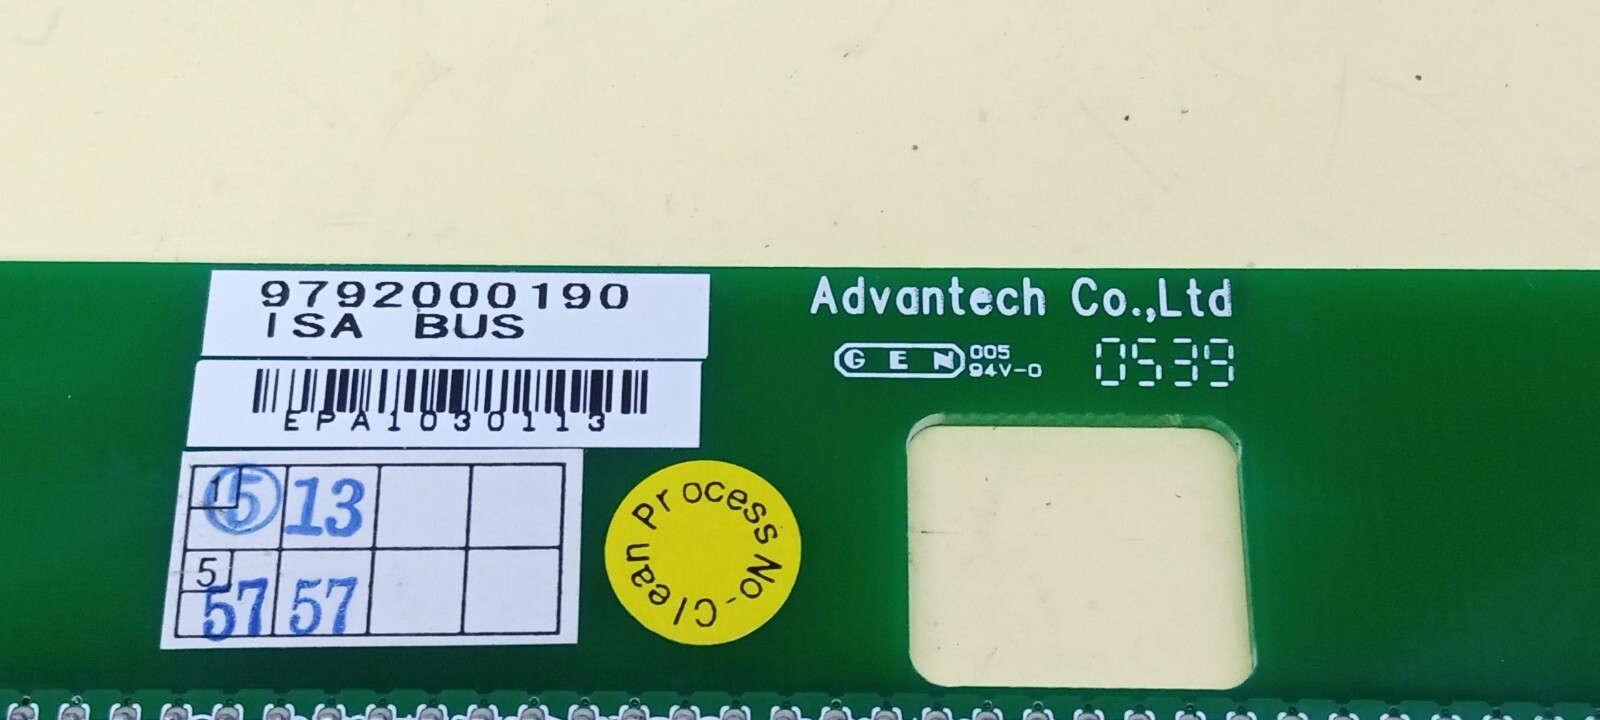 9792000190
ISA BUS
EPA1030113
Advantech Co.,Ltd
GEN 005
94V-0
0539
1 5 13
5
57 57
No-Clean Process